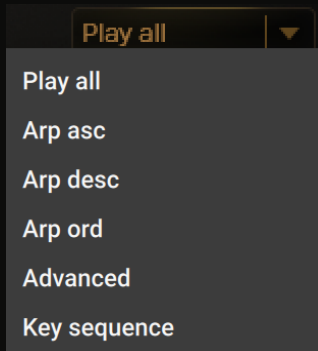 Play all
Play all
Arp asc
Arp desc
Arp ord
Advanced
Key sequence